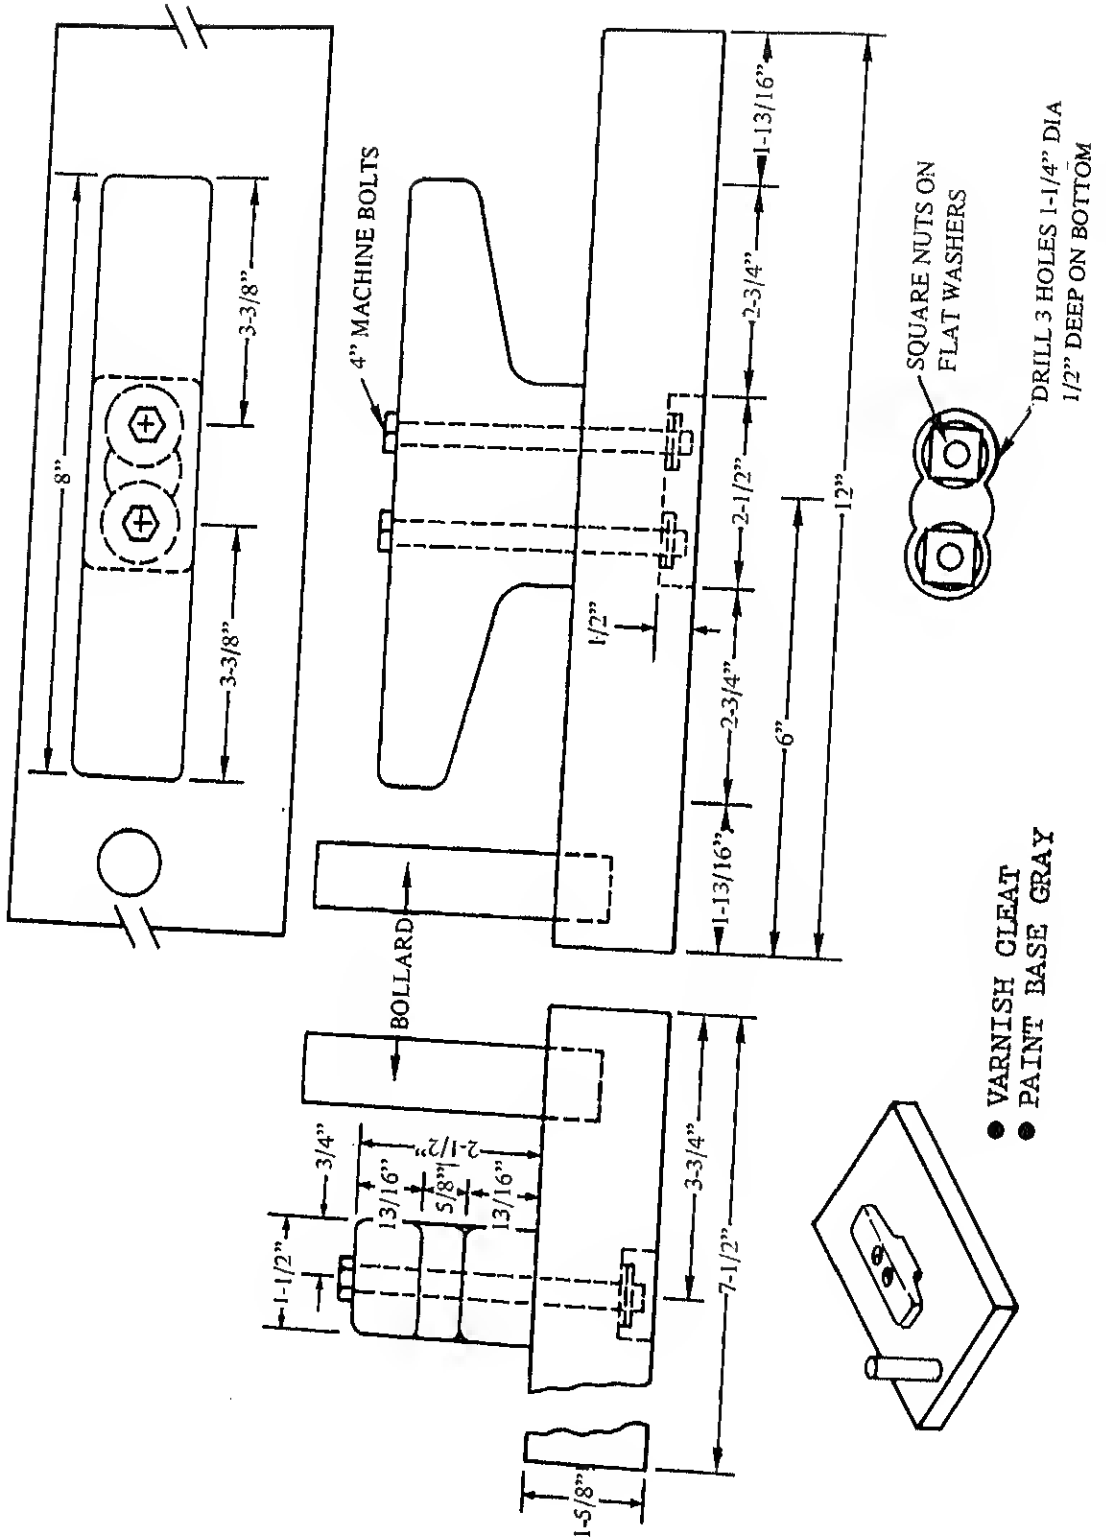 8"
3-3/8"
3-3/8"
4" MACHINE BOLTS
BOLLARD
1/2"
1-13/16"
2-3/4"
2-1/2"
2-3/4"
1-13/16"
6"
12"
1-1/2"
3/4"
13/16"
5/8"
13/16"
2-1/2"
3-3/4"
7-1/2"
1-5/8"
SQUARE NUTS ON
FLAT WASHERS
DRILL 3 HOLES 1-1/4" DIA
1/2" DEEP ON BOTTOM
● VARNISH CLEAT
● PAINT BASE GRAY